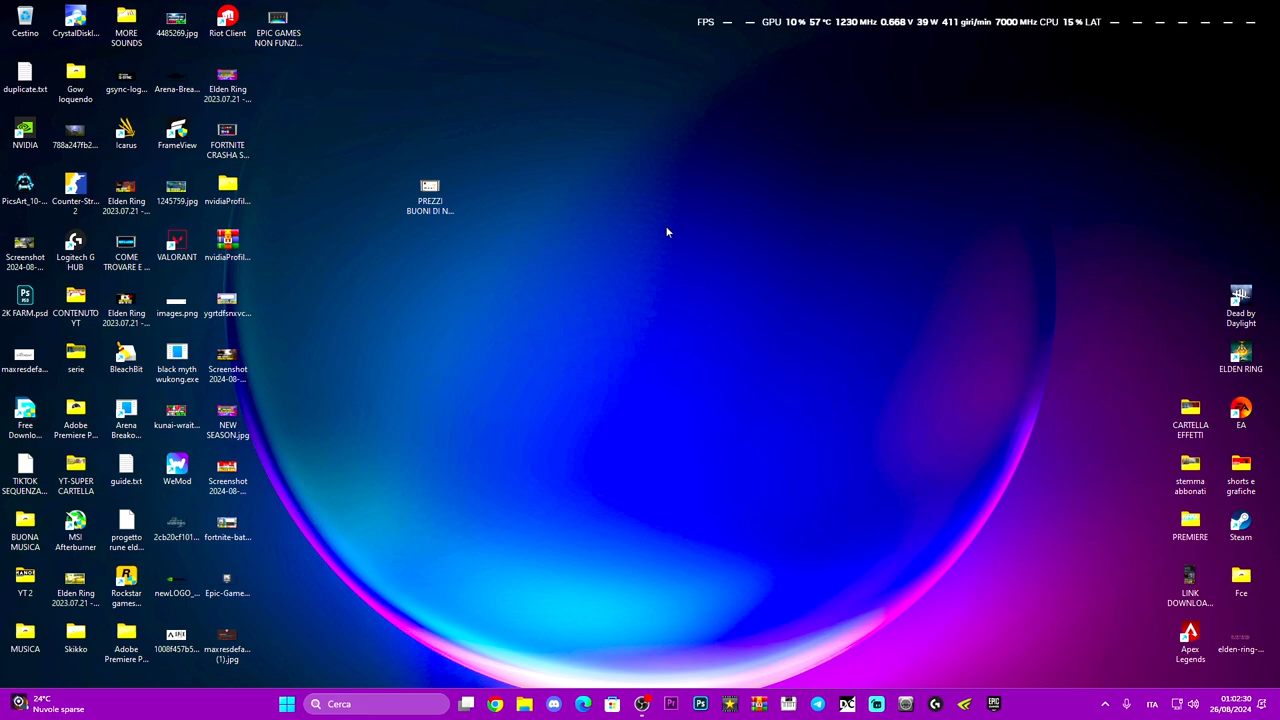 FPS — — GPU 10 % 57 °C 1230 MHz 0.668 V 39 W 411 giri/min 7000 MHz CPU 15 % LAT — — — — — — —
Cestino
CrystalDiskI...
MORE
SOUNDS
4485269.jpg
Riot Client
EPIC GAMES
NON FUNZI...
duplicate.txt
Gow
loquendo
gsync-log...
Arena-Brea...
Elden Ring
2023.07.21 -...
NVIDIA
788a247fb2...
Icarus
FrameView
FORTNITE
CRASHA S...
PicsArt_10-...
Counter-Str...
2
Elden Ring
2023.07.21 -...
1245759.jpg
nvidiaProfil...
PREZZI
BUONI DI N...
Screenshot
2024-08-...
Logitech G
HUB
COME
TROVARE E ...
VALORANT
nvidiaProfil...
2K FARM.psd
CONTENUTO
YT
Elden Ring
2023.07.21 -...
images.png
ygrtdfsnxvc...
Dead by
Daylight
maxresdefa...
serie
BleachBit
black myth
wukong.exe
Screenshot
2024-08-...
ELDEN RING
Free
Downlo...
Adobe
Premiere P...
Arena
Breako...
kunai-wrait...
NEW
SEASON.jpg
CARTELLA
EFFETTI
EA
TIKTOK
SEQUENZA...
YT-SUPER
CARTELLA
guide.txt
WeMod
Screenshot
2024-08-...
stemma
abbonati
shorts e
grafiche
BUONA
MUSICA
MSI
Afterburner
progetto
rune eld...
2cb20cf101...
fortnite-bat...
PREMIERE
Steam
YT 2
Elden Ring
2023.07.21 -...
Rockstar
games...
newLOGO_...
Epic-Game...
LINK
DOWNLOA...
Fce
MUSICA
Skikko
Adobe
Premiere P...
1008f457b5...
maxresdefa...
(1).jpg
Apex
Legends
elden-ring-...
24°C
Nuvole sparse
Cerca
ITA
01:02:30
26/08/2024